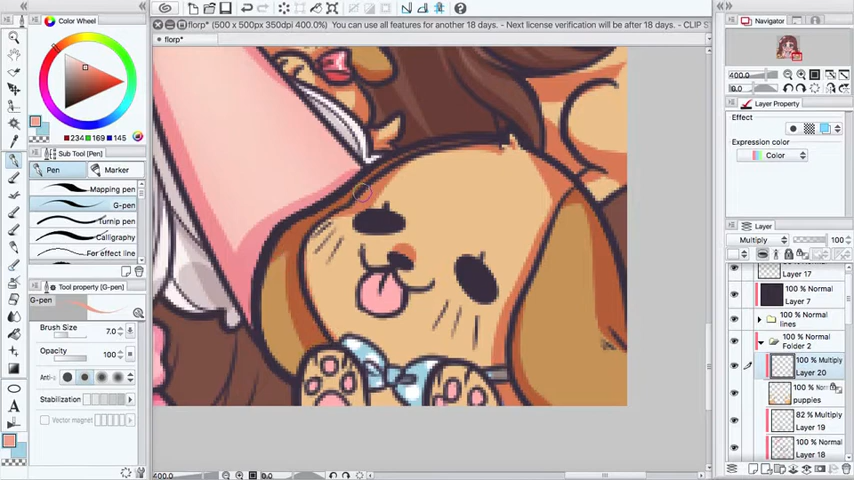 florp* (500 x 500px 350dpi 400.0%) You can use all features for another 18 days. - Next license verification will be after 18 days. - CLIP S
florp*
Color Wheel
234 169 145
Sub Tool [Pen]
Pen
Marker
Mapping pen
G-pen
Turnip pen
Calligraphy
For effect line
Tool property [G-pen]
G-pen
Brush Size 7.0
Opacity 100
Anti-a
Stabilization
Vector magnet
400.0
0.0
Navigator
400.0
0.0
Layer Property
Effect
Expression color
Color
Layer
Multiply 100
Layer 17
100 % Normal
Layer 7
100 % Normal
lines
100 % Normal
Folder 2
100 % Multiply
Layer 20
100 %
puppies
82 % Multiply
Layer 19
100 % Normal
Layer 18